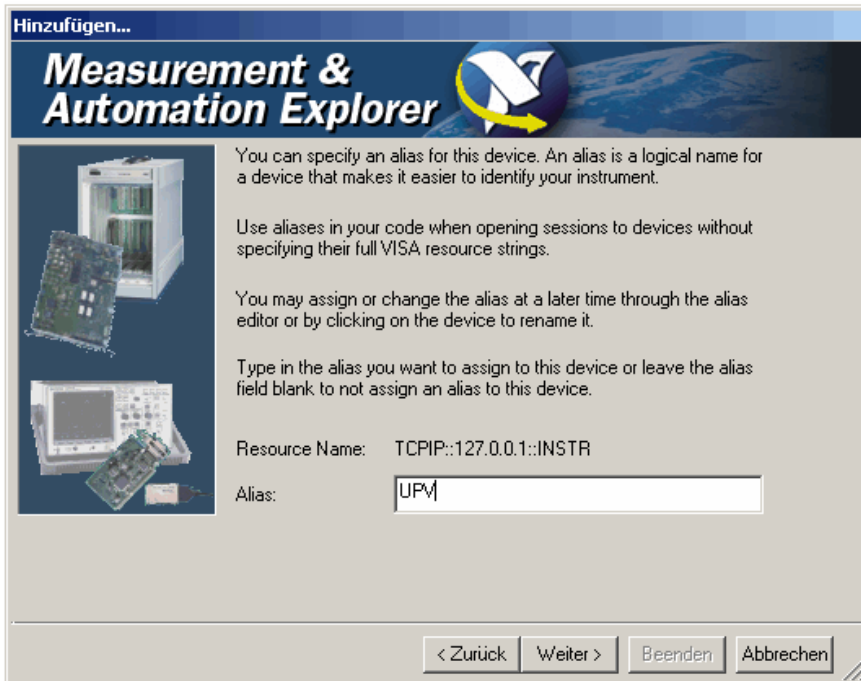 Hinzufügen...
Measurement &
Automation Explorer
You can specify an alias for this device. An alias is a logical name for
a device that makes it easier to identify your instrument.
Use aliases in your code when opening sessions to devices without
specifying their full VISA resource strings.
You may assign or change the alias at a later time through the alias
editor or by clicking on the device to rename it.
Type in the alias you want to assign to this device or leave the alias
field blank to not assign an alias to this device.
Resource Name: TCPIP::127.0.0.1::INSTR
Alias: UPV
< Zurück Weiter > Beenden Abbrechen